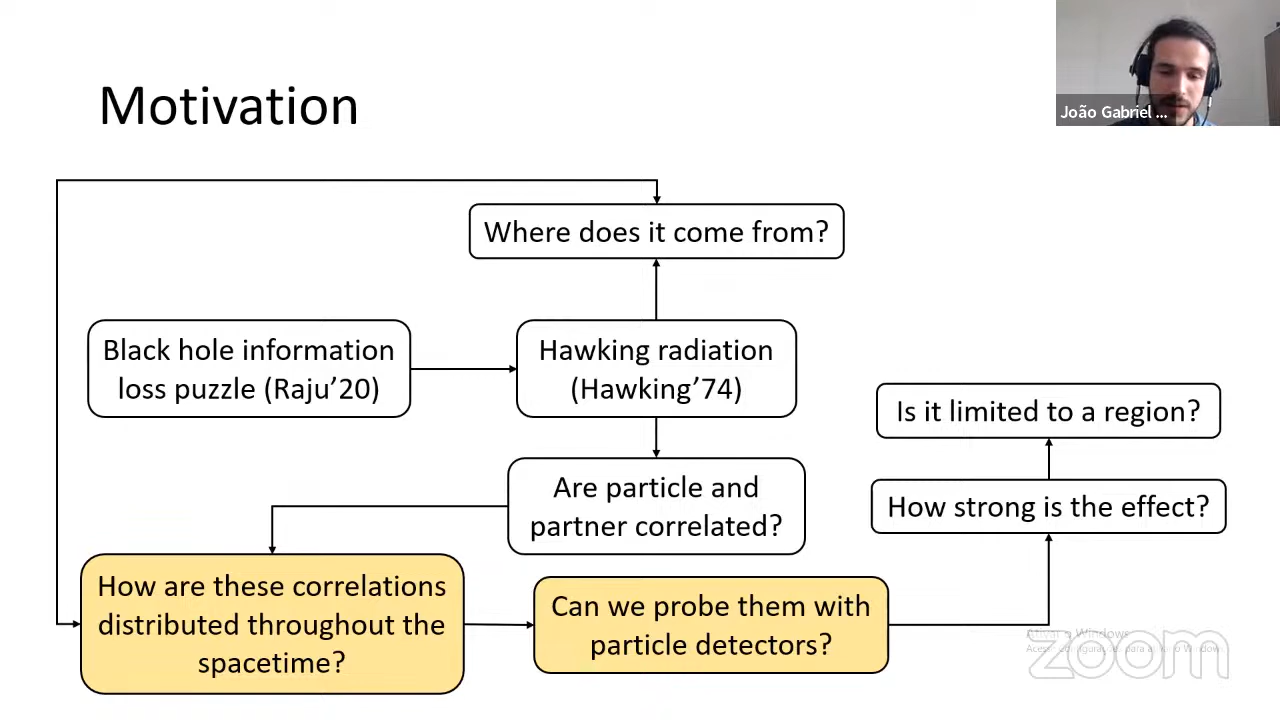 Motivation
João Gabriel ...
Where does it come from?
Black hole information
loss puzzle (Raju’20)
Hawking radiation
(Hawking’74)
Is it limited to a region?
Are particle and
partner correlated?
How strong is the effect?
How are these correlations
distributed throughout the
spacetime?
Can we probe them with
particle detectors?
Ativar o Windows
zoom